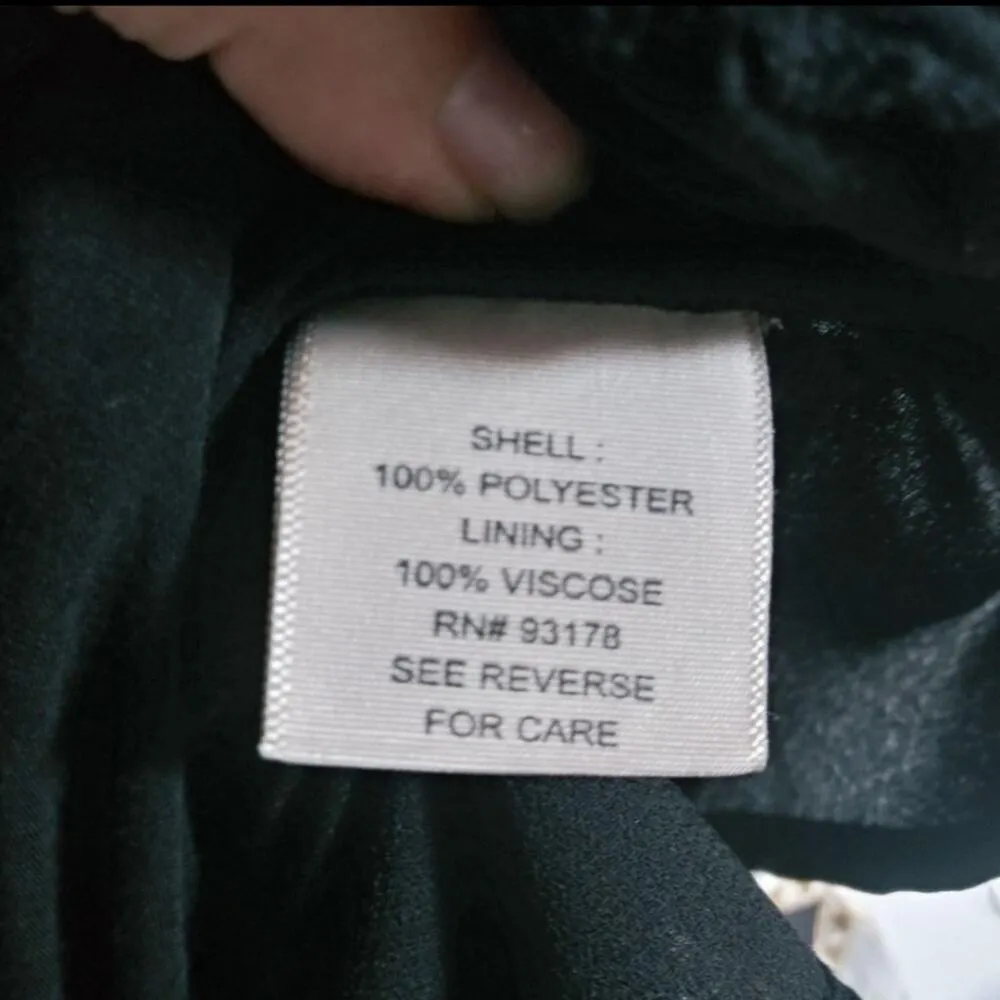 SHELL :
100% POLYESTER
LINING :
100% VISCOSE
RN# 93178
SEE REVERSE
FOR CARE